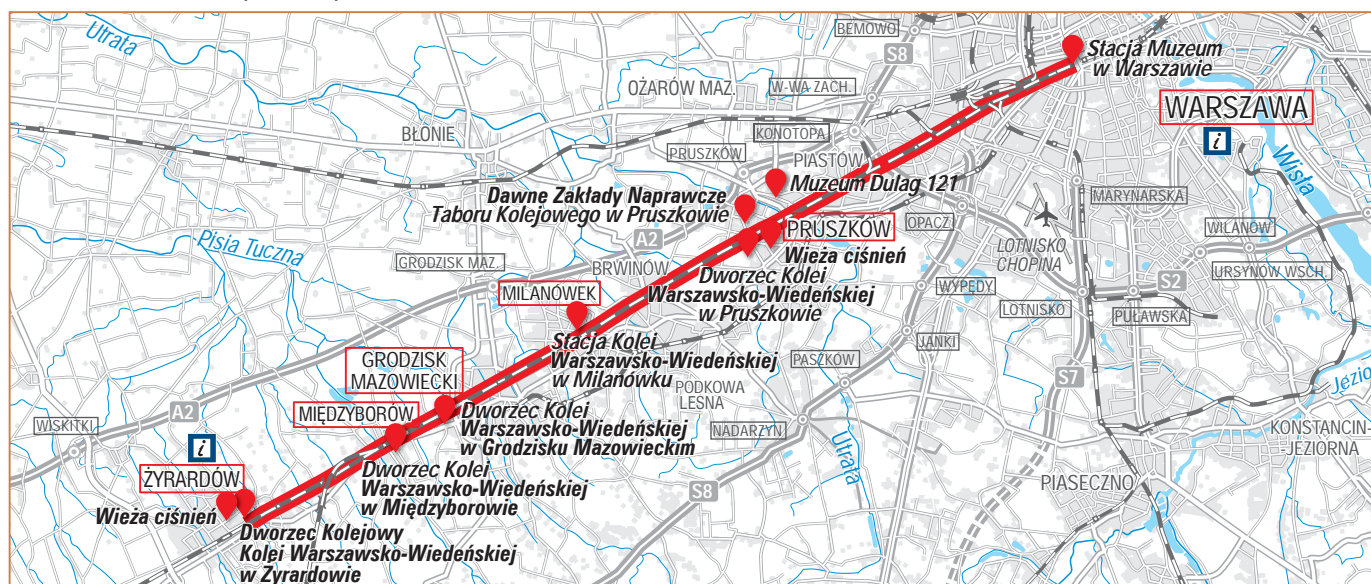 Utrata
BEMOWO
S8
Stacja Muzeum
w Warszawie
OŻARÓW MAZ.
W-WA ZACH.
WARSZAWA
i
BŁONIE
KONOTOPA
PRUSZKÓW
PIASTÓW
Wisła
Muzeum Dulag 121
Dawne Zakłady Naprawcze
Taboru Kolejowego w Pruszkowie
MARYNARSKA
OPACZ
PRUSZKÓW
Wieża ciśnień
A2
Pisia Tuczna
GRODZISK MAZ.
BRWINÓW
LOTNISKO
CHOPINA
WILANÓW
URSYNÓW WSCH.
S2
Dworzec Kolei
Warszawsko-Wiedeńskiej
w Pruszkowie
MILANÓWEK
WYPĘDY
LOTNISKO
PUŁAWSKA
Stacja Kolei
Warszawsko-Wiedeńskiej
w Milanówku
JANKI
PASZKÓW
GRODZISK
MAZOWIECKI
PODKOWA
LESNA
S7
Jezio
MIĘDZYBORÓW
A2
WISKITKI
Dworzec Kolei
Warszawsko-Wiedeńskiej
w Grodzisku Mazowieckim
NADARZYN
Utrata
KONSTANCIN-
-JEZIORNA
i
ŻYRARDÓW
Dworzec Kolei
Warszawsko-Wiedeńskiej
w Międzyborowie
S8
PIASECZNO
Wieża ciśnień
Dworzec Kolejowy
Kolei Warszawsko-Wiedeńskiej
w Zyrardowie